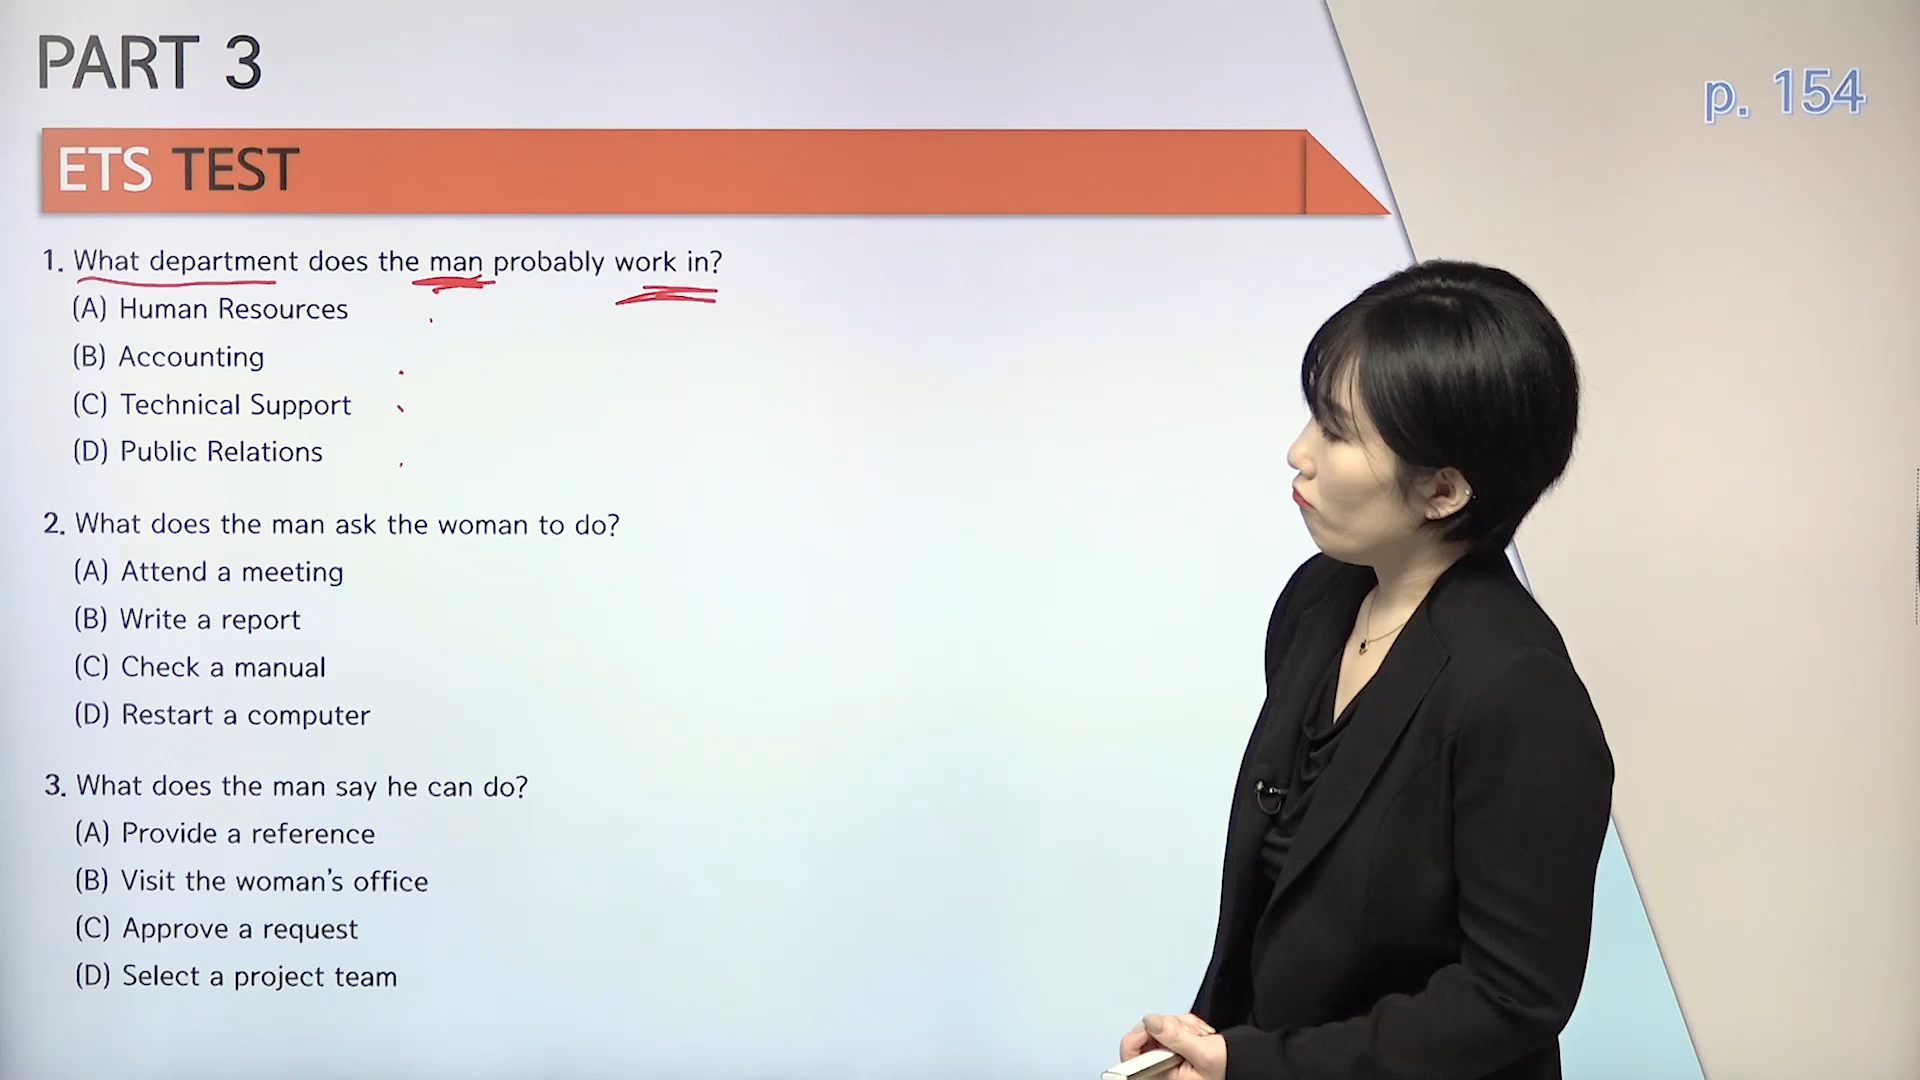 PART 3
p. 154
ETS TEST
1. What department does the man probably work in?
(A) Human Resources
(B) Accounting
(C) Technical Support
(D) Public Relations
2. What does the man ask the woman to do?
(A) Attend a meeting
(B) Write a report
(C) Check a manual
(D) Restart a computer
3. What does the man say he can do?
(A) Provide a reference
(B) Visit the woman's office
(C) Approve a request
(D) Select a project team